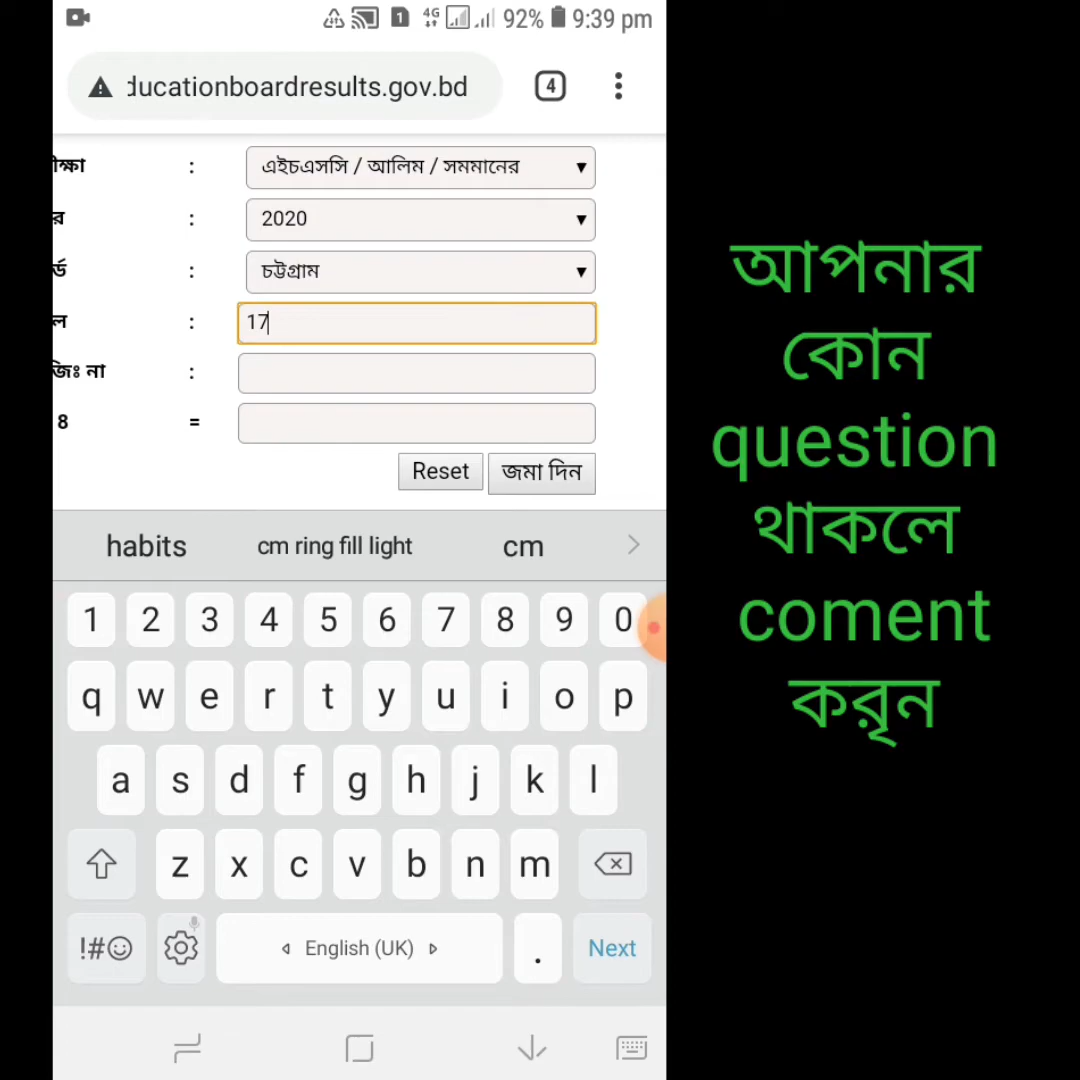 1 4G 92% 9:39 pm
ducationboardresults.gov.bd 4
ীক্ষা : এইচএসসি / আলিম / সমমানের
র : 2020
র্ড : চট্টগ্রাম
ল : 17
জিঃ না :
8 =
Reset জমা দিন
habits cm ring fill light cm
1 2 3 4 5 6 7 8 9 0
q w e r t y u i o p
a s d f g h j k l
z x c v b n m
!#☺ English (UK) . Next
আপনার
কোন
question
থাকলে
coment
করৃন